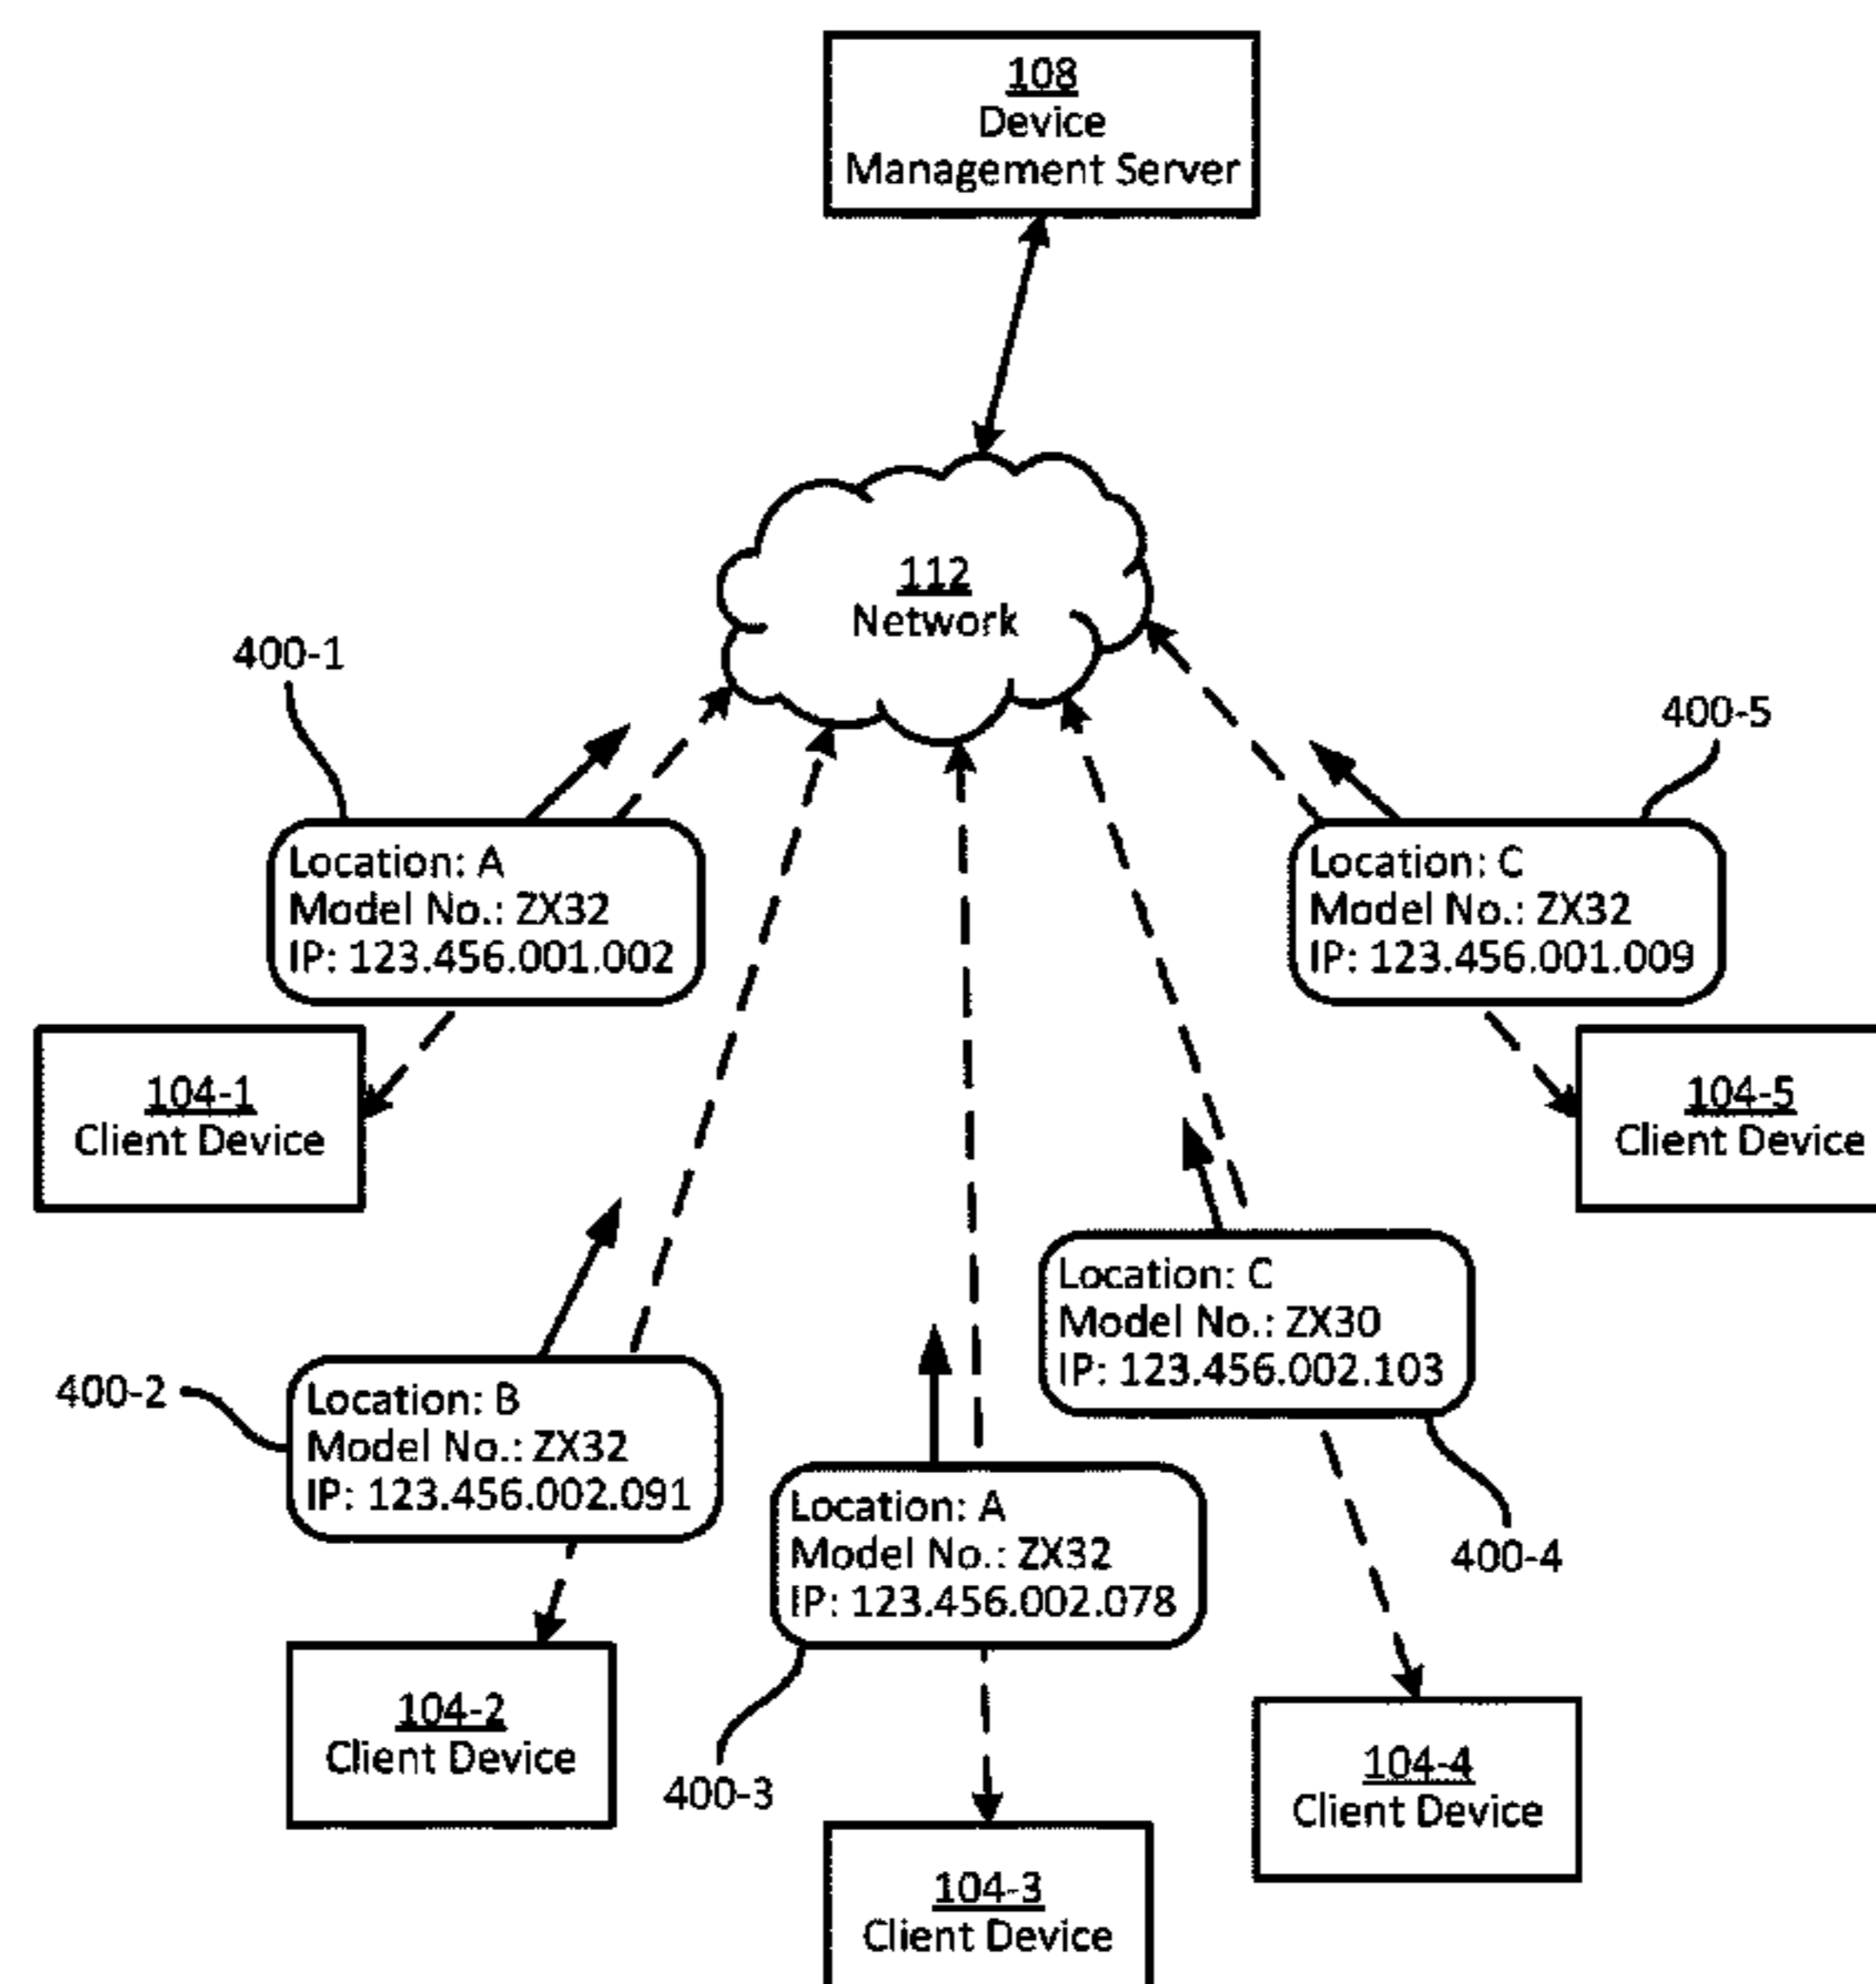 108
Device
Management Server
112
Network
400-1
400-5
Location: A
Model No.: ZX32
IP: 123.456.001.002
Location: C
Model No.: ZX32
IP: 123.456.001.009
104-1
Client Device
104-5
Client Device
Location: C
Model No.: ZX30
IP: 123.456.002.103
400-2
Location: B
Model No.: ZX32
IP: 123.456.002.091
Location: A
Model No.: ZX32
IP: 123.456.002.078
400-4
104-2
Client Device
400-3
104-4
Client Device
104-3
Client Device